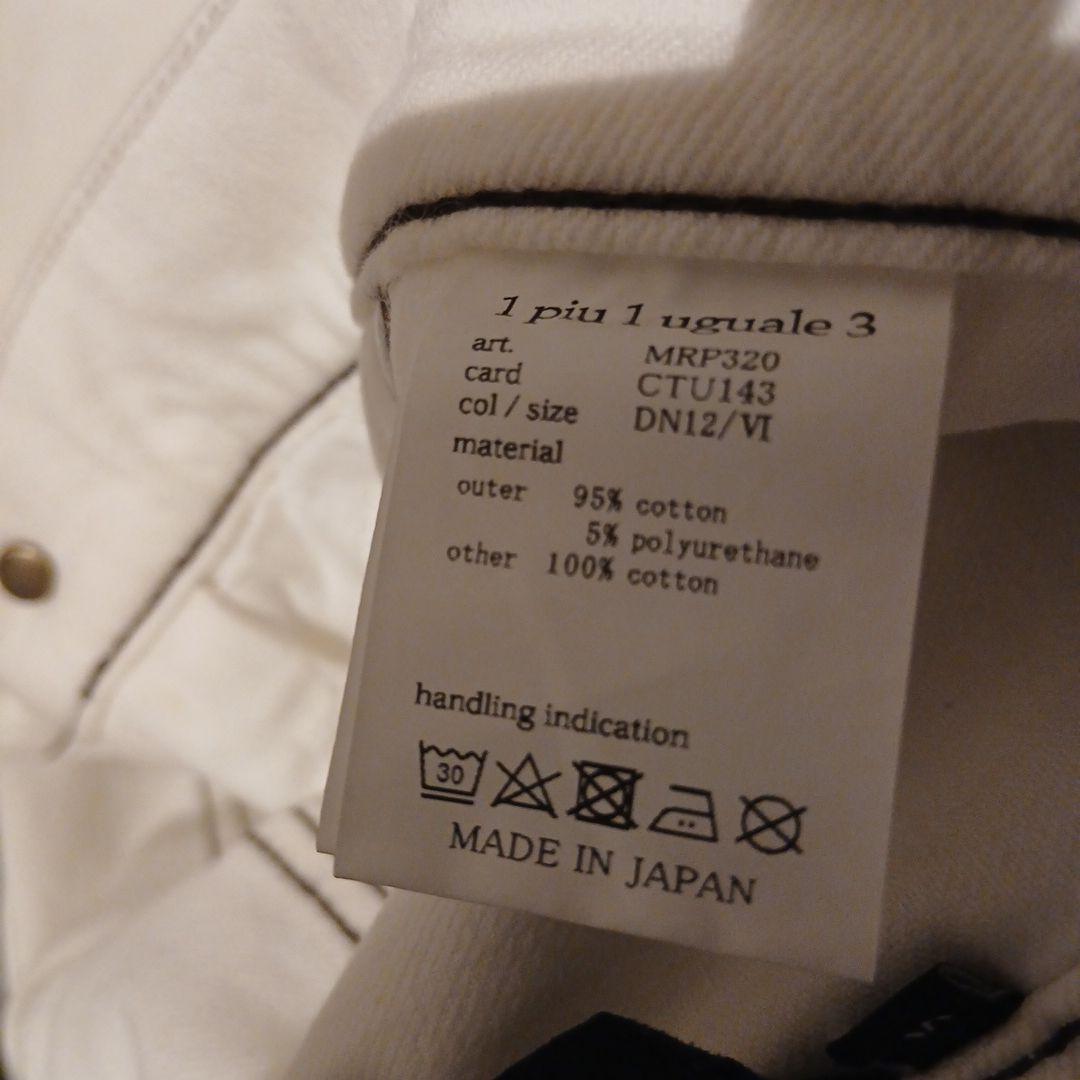 1 piu 1 uguale 3
art. MRP320
card CTU143
col / size DN12/Ⅵ
material
outer 95% cotton
5% polyurethane
other 100% cotton
handling indication
30
MADE IN JAPAN